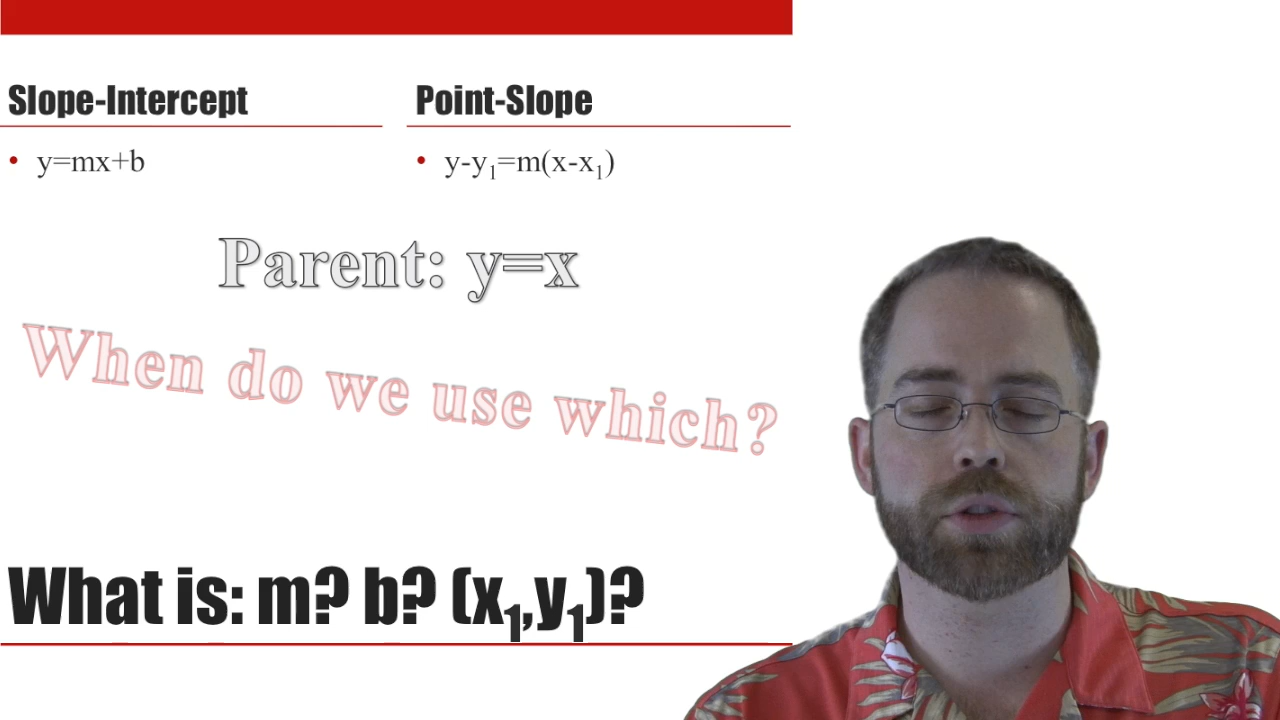 Slope-Intercept
Point-Slope
• y=mx+b
• y-y₁=m(x-x₁)
Parent: y=x
When do we use which?
What is: m? b? (x₁,y₁)?